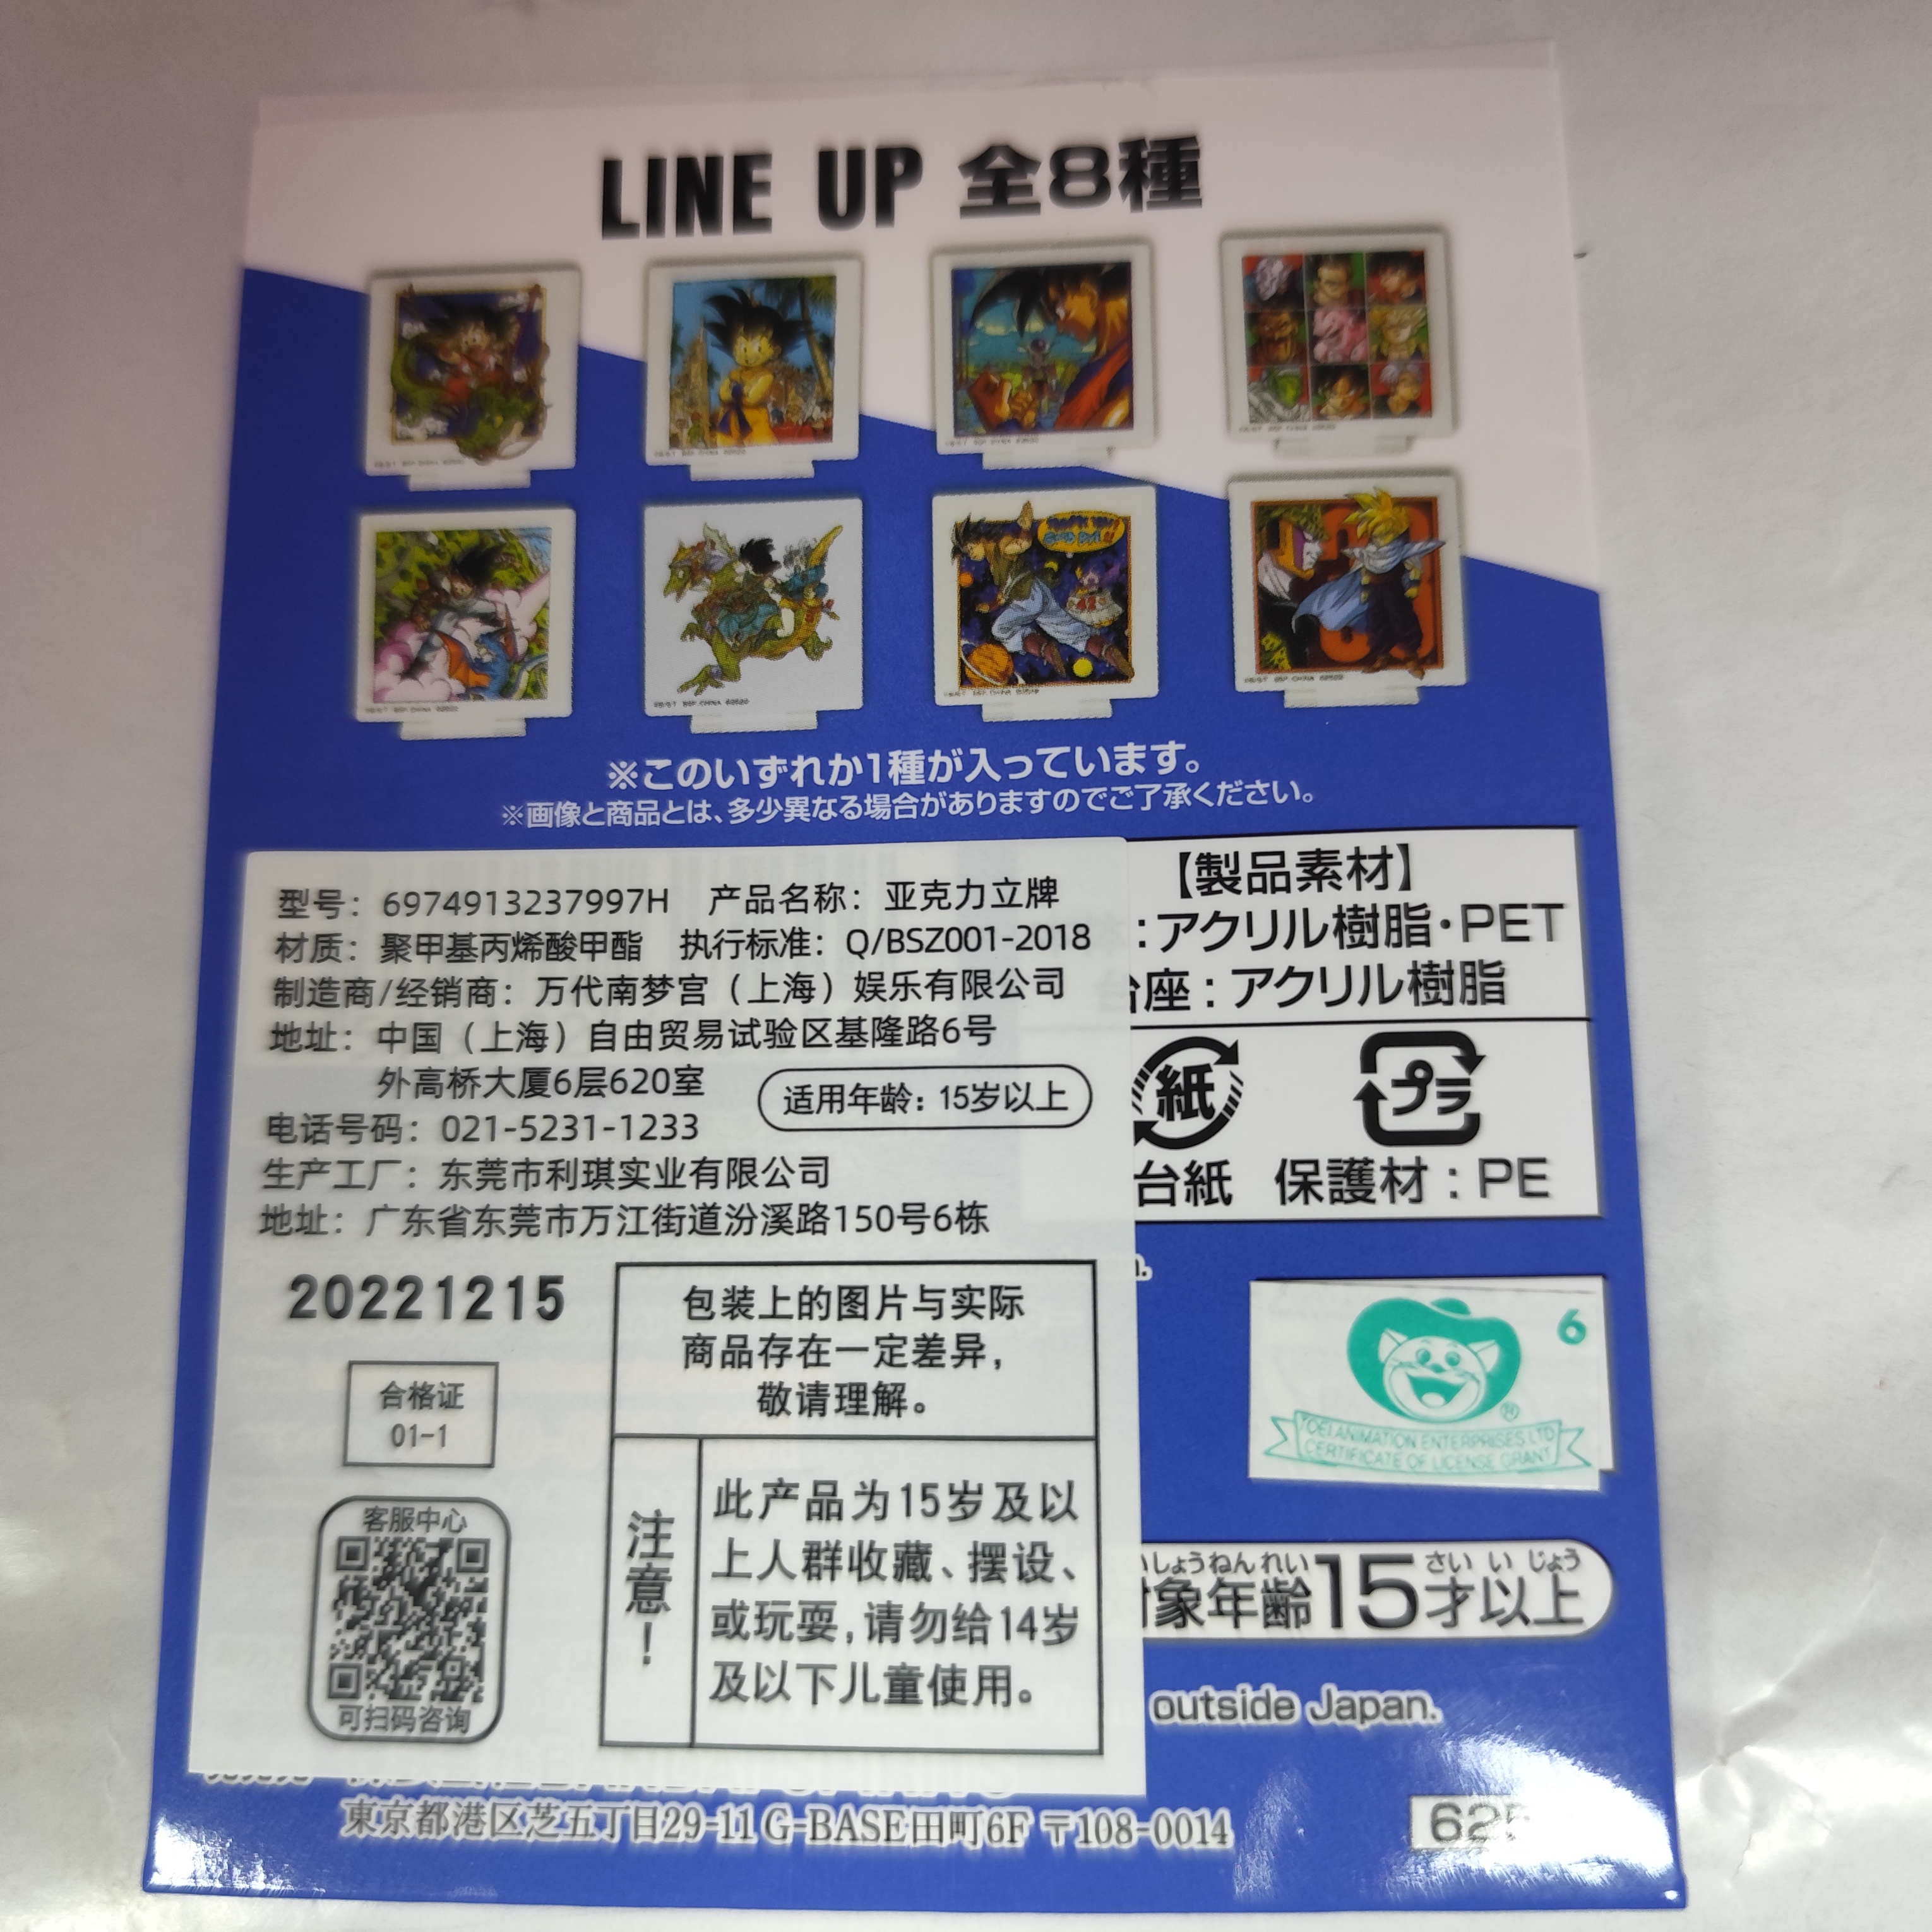 LINE UP 全8種
※このいずれか1種が入っています。
※画像と商品とは、多少異なる場合がありますのでご了承ください。
型号：6974913237997H 产品名称：亚克力立牌
材质：聚甲基丙烯酸甲酯 执行标准：Q/BSZ001-2018
制造商/经销商：万代南梦宫（上海）娱乐有限公司
地址：中国（上海）自由贸易试验区基隆路6号
外高桥大厦6层620室
适用年龄：15岁以上
电话号码：021-5231-1233
生产工厂：东莞市利琪实业有限公司
地址：广东省东莞市万江街道汾溪路150号6栋
20221215
合格证
01-1
客服中心
可扫码咨询
包装上的图片与实际
商品存在一定差异，
敬请理解。
注意！
此产品为15岁及以
上人群收藏、摆设、
或玩耍，请勿给14岁
及以下儿童使用。
【製品素材】
：アクリル樹脂・PET
台座：アクリル樹脂
紙
プラ
台紙 保護材：PE
6
TOEI ANIMATION ENTERPRISES LTD
CERTIFICATE OF LICENSE GRANT
しょうねんれい さいいじょう
対象年齢15才以上
outside Japan.
東京都港区芝五丁目29-11 G-BASE田町6F 〒108-0014